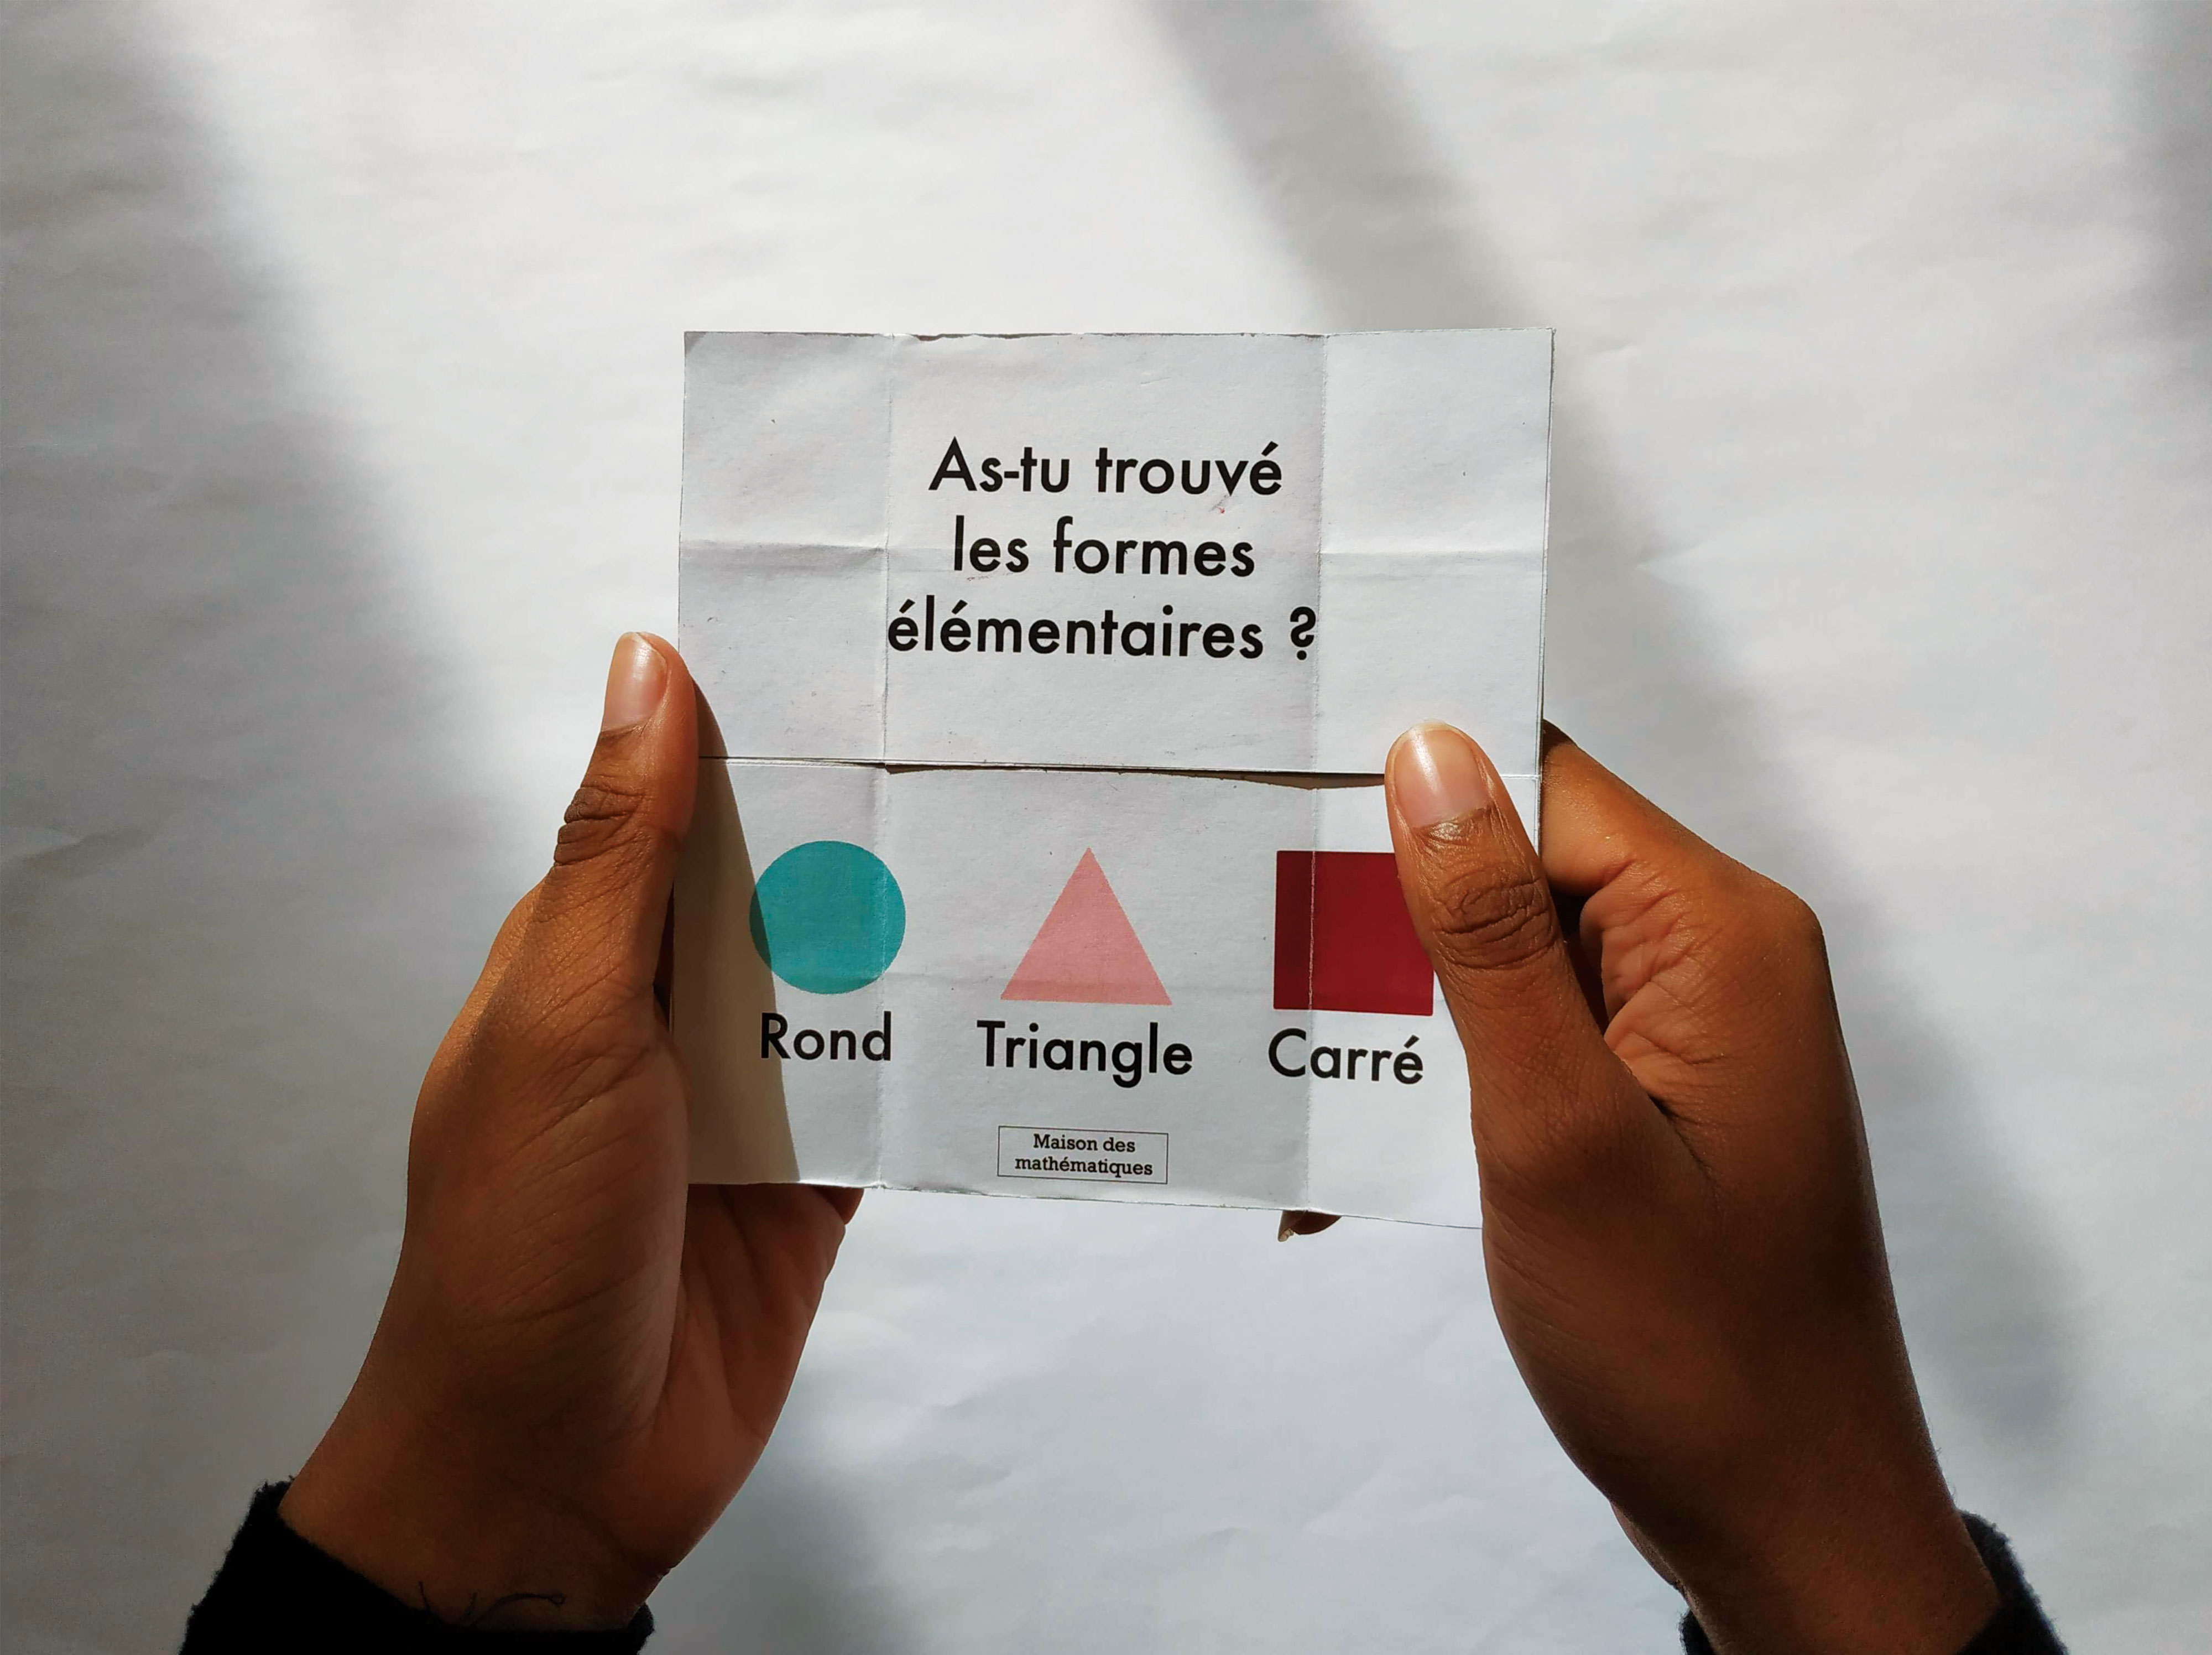 As-tu trouvé
les formes
élémentaires ?
Rond Triangle Carré
Maison des
mathématiques